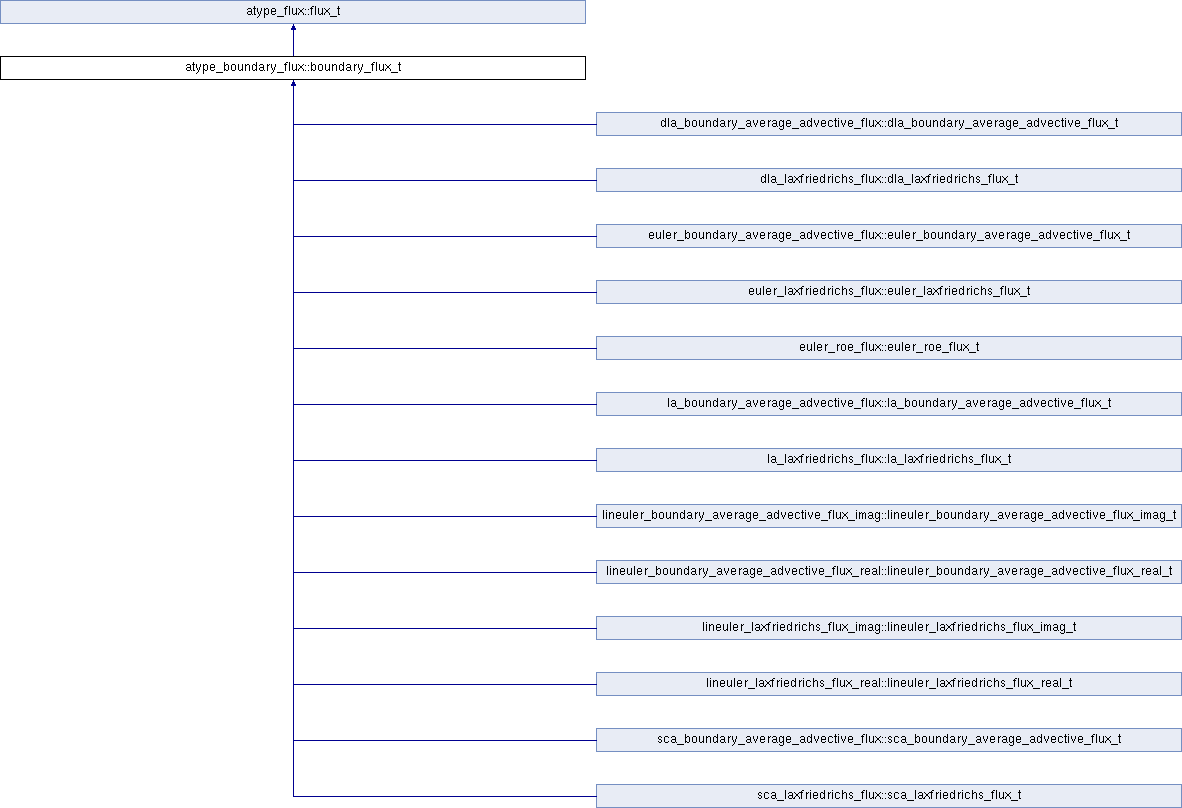 atype_flux::flux_t
atype_boundary_flux::boundary_flux_t
dla_boundary_average_advective_flux::dla_boundary_average_advective_flux_t
dla_laxfriedrichs_flux::dla_laxfriedrichs_flux_t
euler_boundary_average_advective_flux::euler_boundary_average_advective_flux_t
euler_laxfriedrichs_flux::euler_laxfriedrichs_flux_t
euler_roe_flux::euler_roe_flux_t
la_boundary_average_advective_flux::la_boundary_average_advective_flux_t
la_laxfriedrichs_flux::la_laxfriedrichs_flux_t
lineuler_boundary_average_advective_flux_imag::lineuler_boundary_average_advective_flux_imag_t
lineuler_boundary_average_advective_flux_real::lineuler_boundary_average_advective_flux_real_t
lineuler_laxfriedrichs_flux_imag::lineuler_laxfriedrichs_flux_imag_t
lineuler_laxfriedrichs_flux_real::lineuler_laxfriedrichs_flux_real_t
sca_boundary_average_advective_flux::sca_boundary_average_advective_flux_t
sca_laxfriedrichs_flux::sca_laxfriedrichs_flux_t